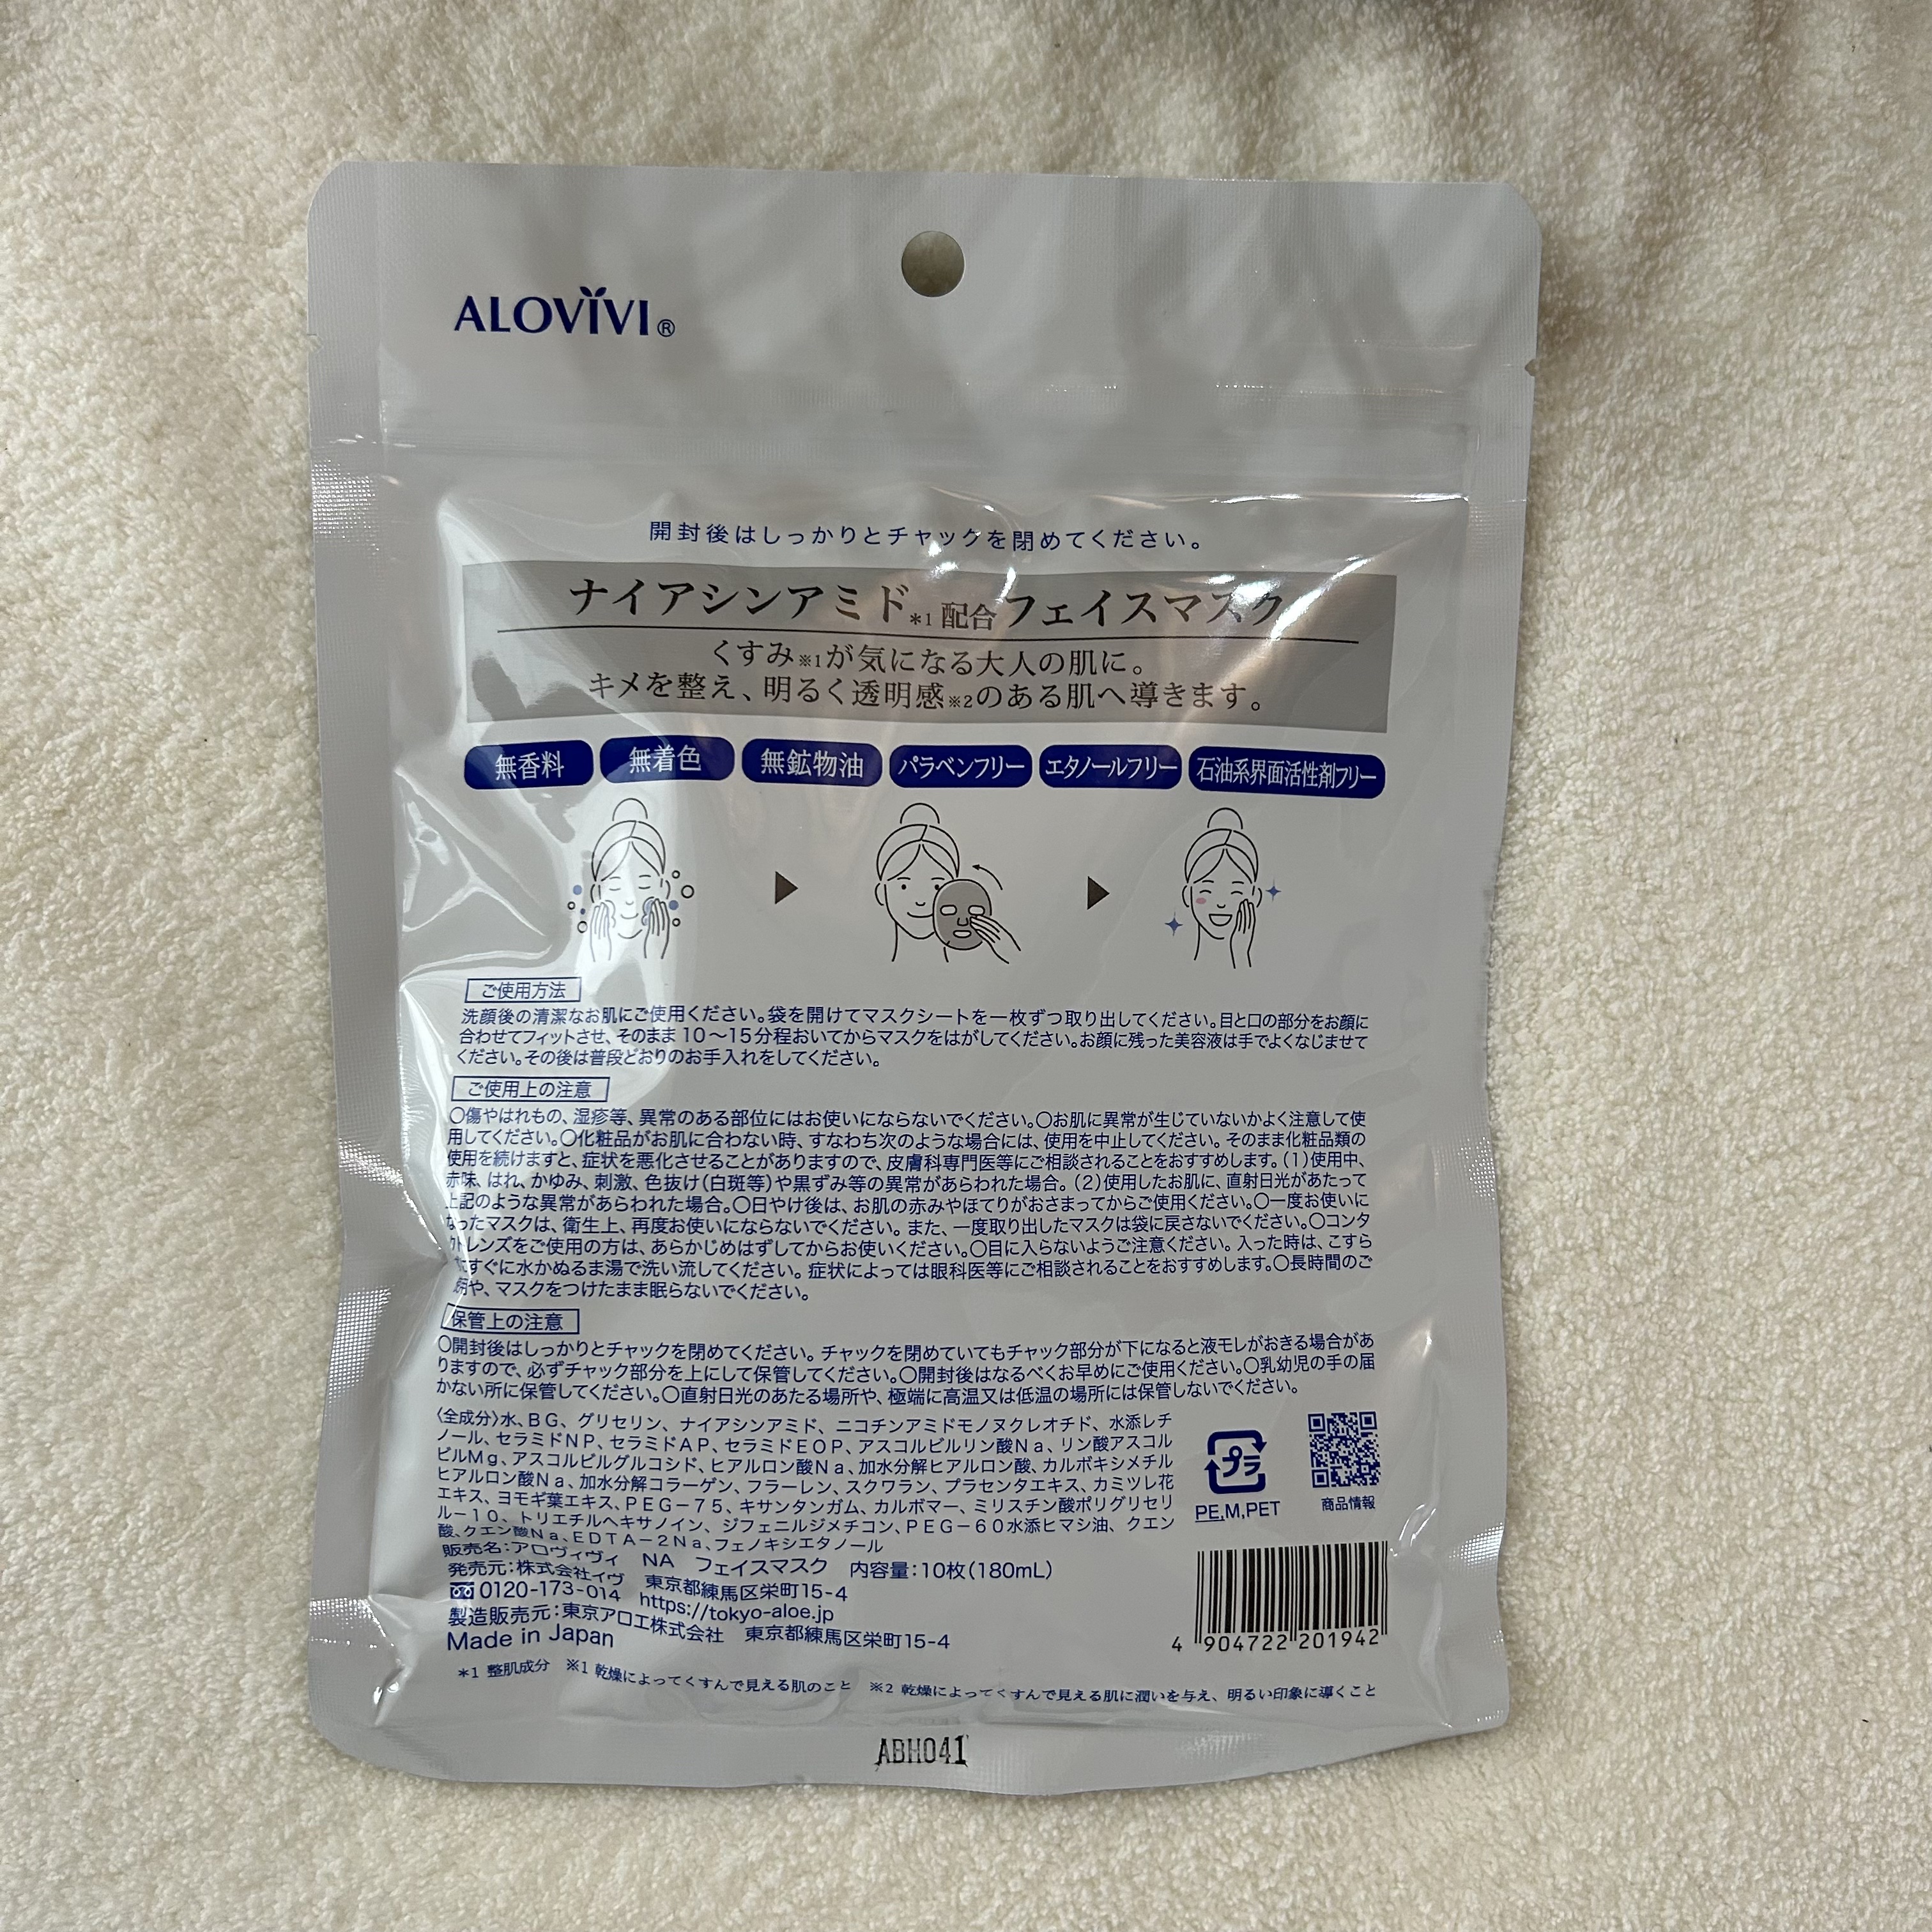 ALOVIVI®
開封後はしっかりとチャックを閉めてください。
ナイアシンアミド*1配合フェイスマスク
くすみ※1が気になる大人の肌に。
キメを整え、明るく透明感※2のある肌へ導きます。
無香料 無着色 無鉱物油 パラベンフリー エタノールフリー 石油系界面活性剤フリー
ご使用方法
洗顔後の清潔なお肌にご使用ください。袋を開けてマスクシートを一枚ずつ取り出してください。目と口の部分をお顔に
合わせてフィットさせ、そのまま10〜15分程おいてからマスクをはがしてください。お顔に残った美容液は手でよくなじませて
ください。その後は普段どおりのお手入れをしてください。
ご使用上の注意
〇傷やはれもの、湿疹等、異常のある部位にはお使いにならないでください。〇お肌に異常が生じていないかよく注意して使
用してください。〇化粧品がお肌に合わない時、すなわち次のような場合には、使用を中止してください。そのまま化粧品類の
使用を続けますと、症状を悪化させることがありますので、皮膚科専門医等にご相談されることをおすすめします。(1)使用中、
赤味、はれ、かゆみ、刺激、色抜け(白斑等)や黒ずみ等の異常があらわれた場合。(2)使用したお肌に、直射日光があたって
上記のような異常があらわれた場合。〇日やけ後は、お肌の赤みやほてりがおさまってからご使用ください。〇一度お使いに
なったマスクは、衛生上、再度お使いにならないでください。また、一度取り出したマスクは袋に戻さないでください。〇コンタ
クトレンズをご使用の方は、あらかじめはずしてからお使いください。〇目に入らないようご注意ください。入った時は、こすら
ずすぐに水かぬるま湯で洗い流してください。症状によっては眼科医等にご相談されることをおすすめします。〇長時間のご
使用や、マスクをつけたまま眠らないでください。
保管上の注意
〇開封後はしっかりとチャックを閉めてください。チャックを閉めていてもチャック部分が下になると液モレがおきる場合があ
りますので、必ずチャック部分を上にして保管してください。〇開封後はなるべくお早めにご使用ください。〇乳幼児の手の届
かない所に保管してください。〇直射日光のあたる場所や、極端に高温又は低温の場所には保管しないでください。
〈全成分〉水、BG、グリセリン、ナイアシンアミド、ニコチンアミドモノヌクレオチド、水添レチ
ノール、セラミドNP、セラミドAP、セラミドEOP、アスコルビルリン酸Na、リン酸アスコル
ビルMg、アスコルビルグルコシド、ヒアルロン酸Na、加水分解ヒアルロン酸、カルボキシメチル
ヒアルロン酸Na、加水分解コラーゲン、フラーレン、スクワラン、プラセンタエキス、カミツレ花
エキス、ヨモギ葉エキス、PEG－75、キサンタンガム、カルボマー、ミリスチン酸ポリグリセリ
ル－10、トリエチルヘキサノイン、ジフェニルジメチコン、PEG－60水添ヒマシ油、クエン
酸、クエン酸Na、EDTA－2Na、フェノキシエタノール
プラ
PE,M,PET
商品情報
販売名：アロヴィヴィ NA フェイスマスク 内容量：10枚(180mL)
発売元：株式会社イヴ 東京都練馬区栄町15-4
0120-173-014 https://tokyo-aloe.jp
製造販売元：東京アロエ株式会社 東京都練馬区栄町15-4
Made in Japan
4 904722 201942
*1 整肌成分 ※1 乾燥によってくすんで見える肌のこと ※2 乾燥によってくすんで見える肌に潤いを与え、明るい印象に導くこと
ABH041